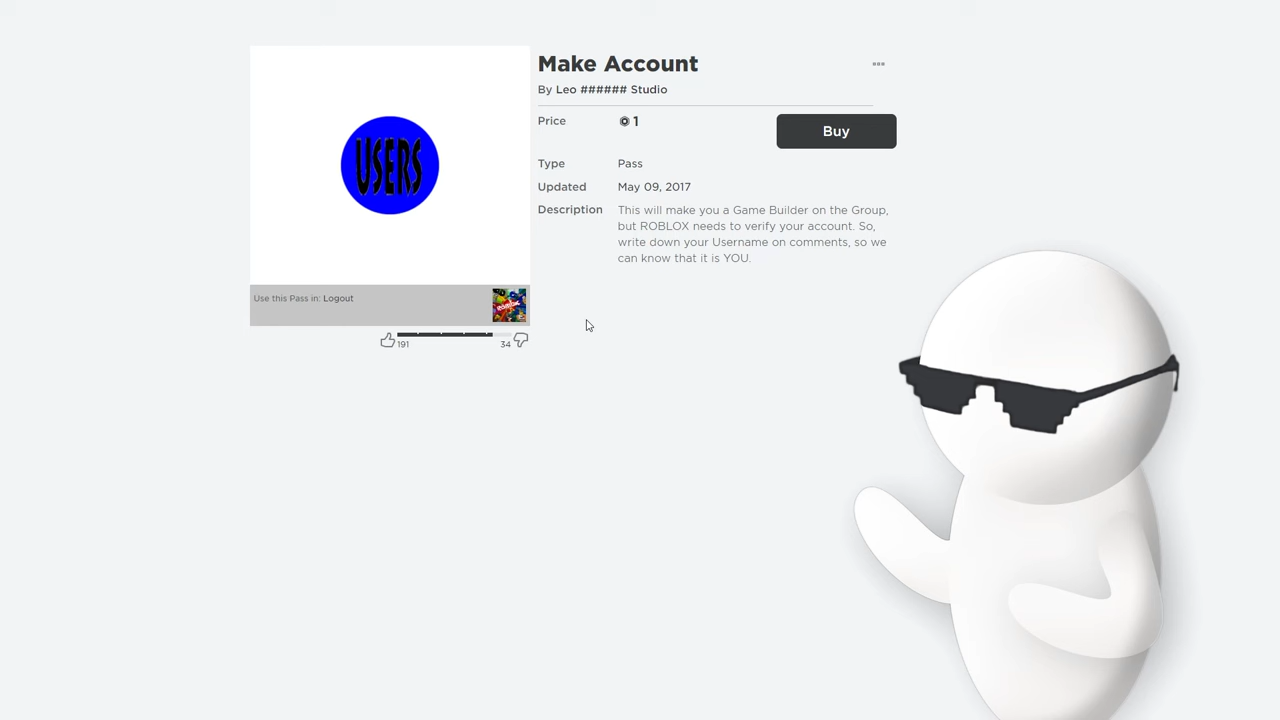 Make Account
By Leo ###### Studio
Price 1
Buy
USERS
Type Pass
Updated May 09, 2017
Description This will make you a Game Builder on the Group,
but ROBLOX needs to verify your account. So,
write down your Username on comments, so we
can know that it is YOU.
Use this Pass in: Logout
191 34